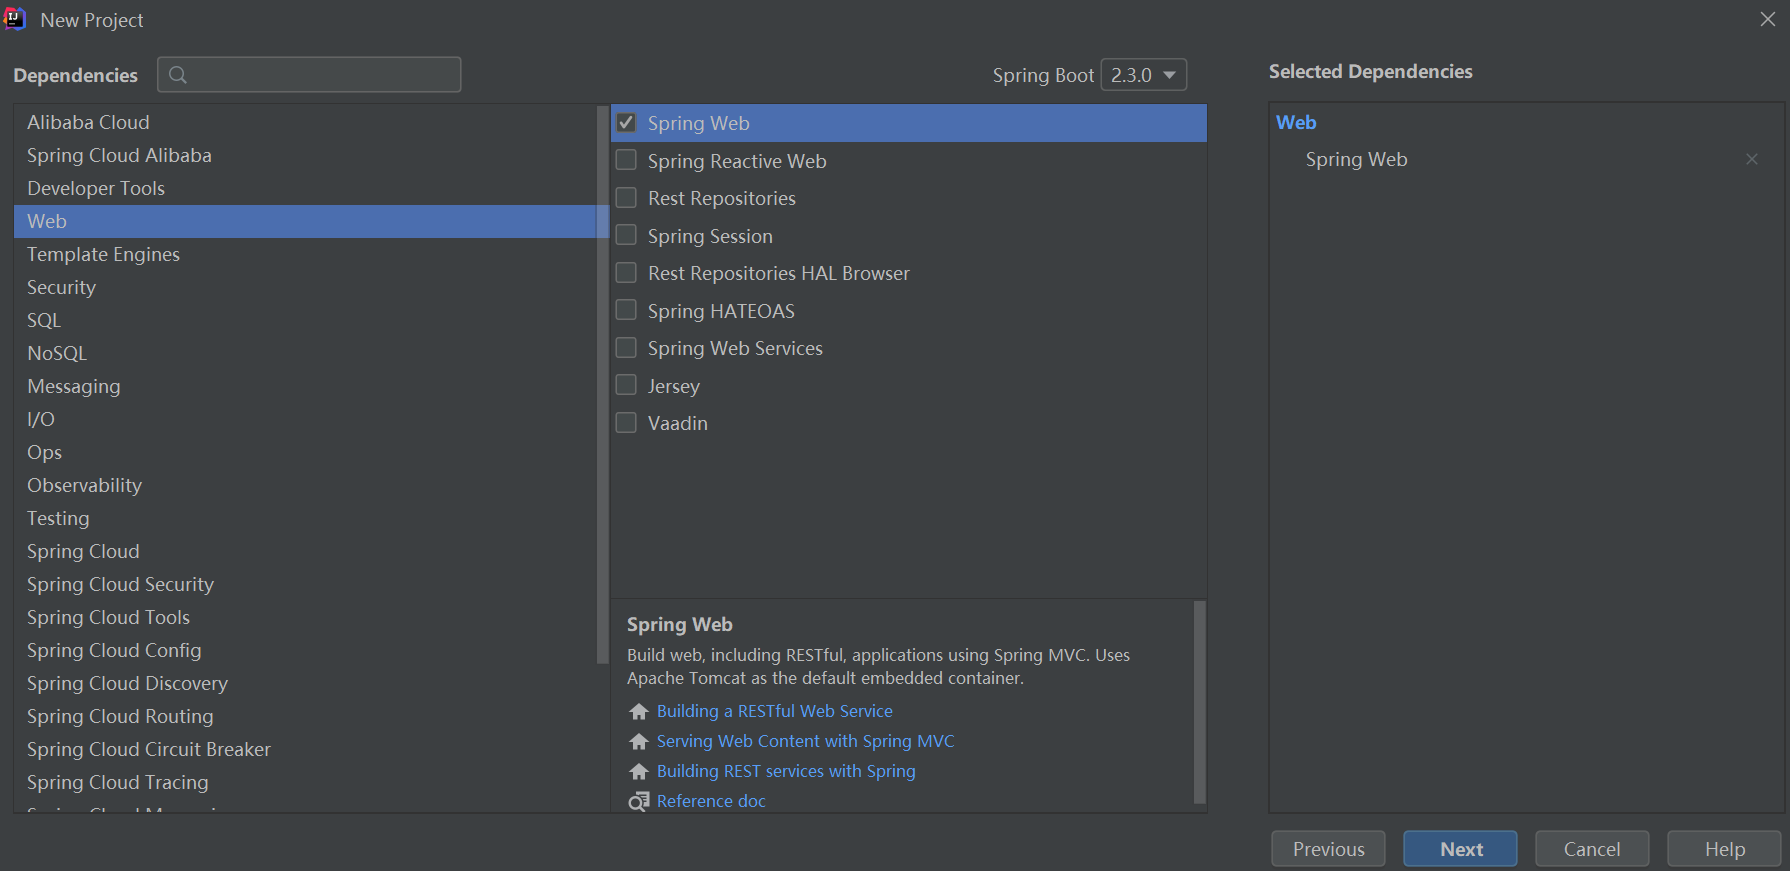 New Project
Dependencies
Spring Boot 2.3.0
Selected Dependencies
Alibaba Cloud
Spring Cloud Alibaba
Developer Tools
Web
Template Engines
Security
SQL
NoSQL
Messaging
I/O
Ops
Observability
Testing
Spring Cloud
Spring Cloud Security
Spring Cloud Tools
Spring Cloud Config
Spring Cloud Discovery
Spring Cloud Routing
Spring Cloud Circuit Breaker
Spring Cloud Tracing
Spring Web
Spring Reactive Web
Rest Repositories
Spring Session
Rest Repositories HAL Browser
Spring HATEOAS
Spring Web Services
Jersey
Vaadin
Spring Web
Build web, including RESTful, applications using Spring MVC. Uses
Apache Tomcat as the default embedded container.
Building a RESTful Web Service
Serving Web Content with Spring MVC
Building REST services with Spring
Reference doc
Web
Spring Web
Previous
Next
Cancel
Help